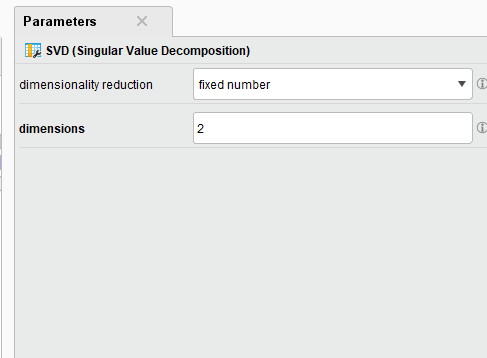 Parameters
SVD (Singular Value Decomposition)
dimensionality reduction fixed number
dimensions 2